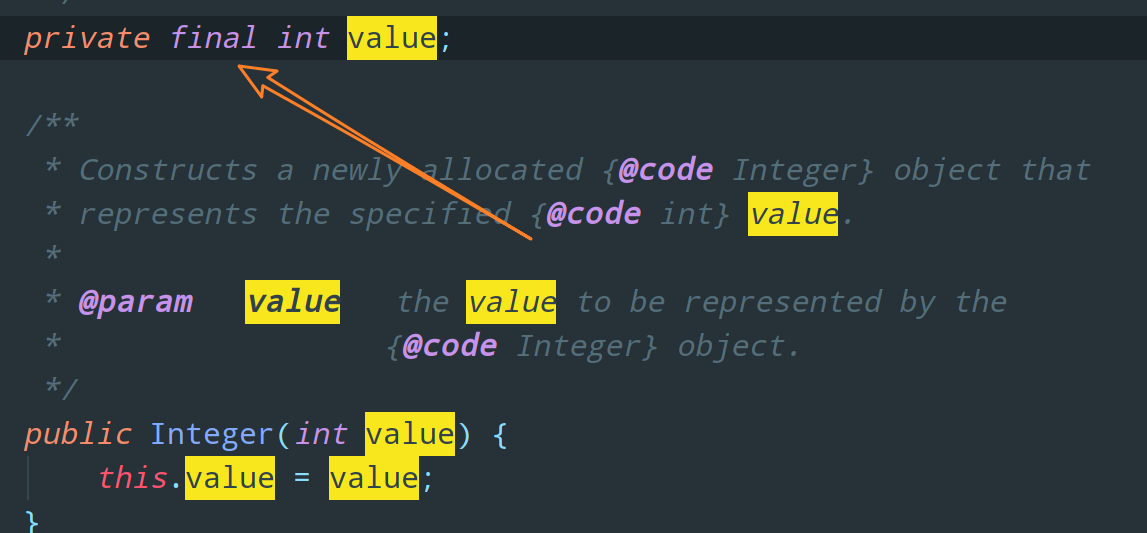 private final int value;
/**
* Constructs a newly allocated {@code Integer} object that
* represents the specified {@code int} value.
*
* @param value the value to be represented by the
* {@code Integer} object.
*/
public Integer(int value) {
this.value = value;
}